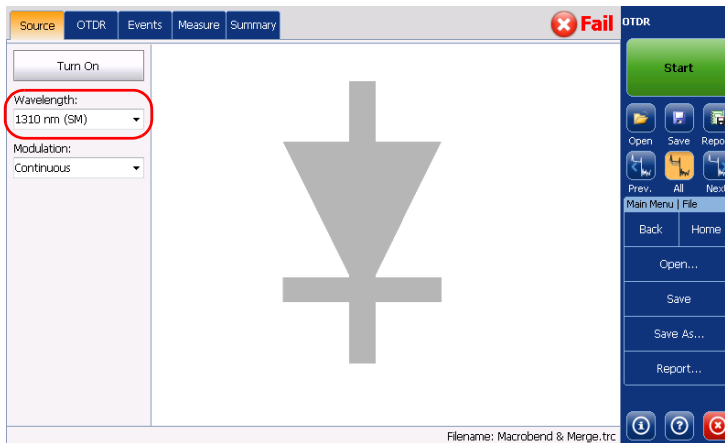 Source OTDR Events Measure Summary Fail
Turn On
Wavelength:
1310 nm (SM)
Modulation:
Continuous
Filename: Macrobend & Merge.trc
OTDR
Start
Open Save Repo
Prev. All Next
Main Menu | File
Back Home
Open...
Save
Save As...
Report...